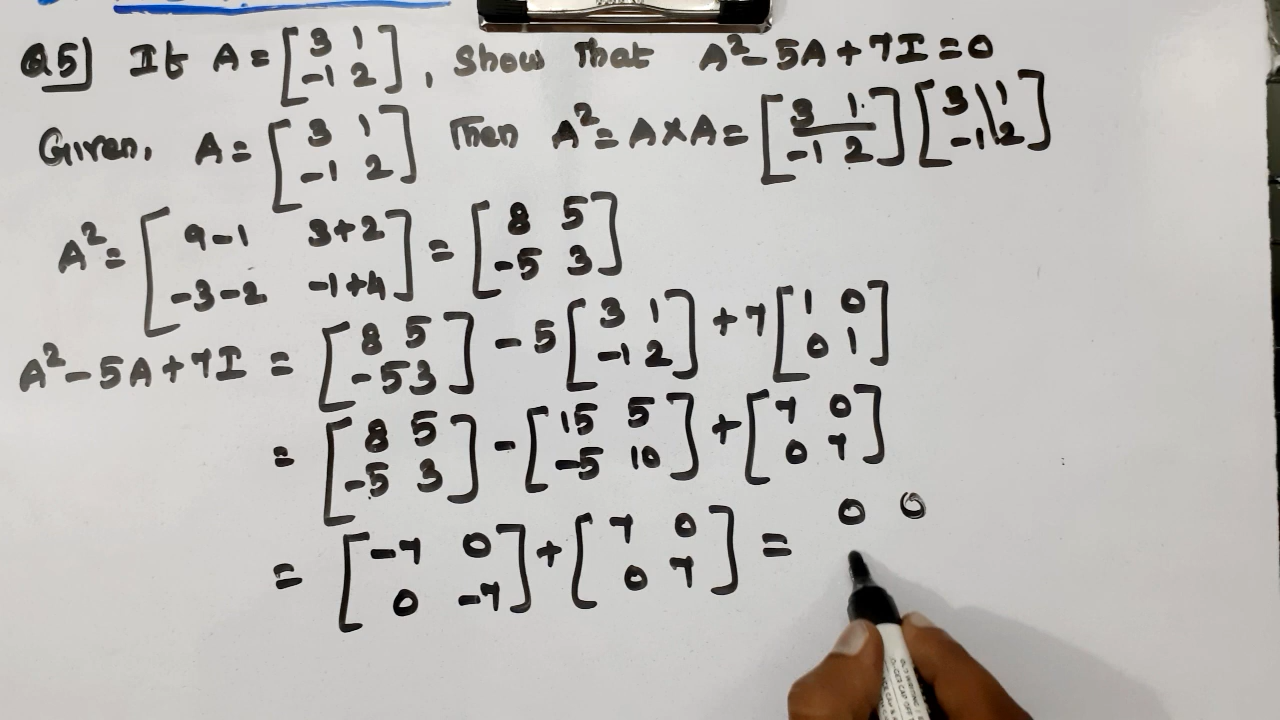 Q5] If A = [3 1 -1 2], Show That A² - 5A + 7I = 0
Given, A = [3 1 -1 2] Then A² = A × A = [3 1 -1 2] [3 1 -1 2]
A² = [9-1 3+2 -3-2 -1+4] = [8 5 -5 3]
A² - 5A + 7I = [8 5 -5 3] - 5 [3 1 -1 2] + 7 [1 0 0 1]
= [8 5 -5 3] - [15 5 -5 10] + [7 0 0 7]
= [-7 0 0 -7] + [7 0 0 7] = 0 0